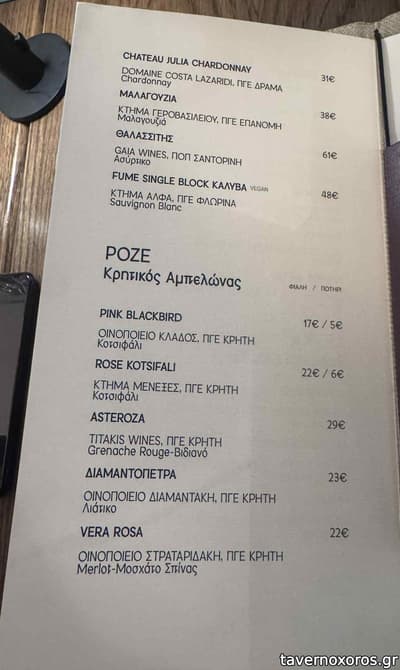 CHATEAU JULIA CHARDONNAY 31€
DOMAINE COSTA LAZARIDI, ΠΓΕ ΔΡΑΜΑ
Chardonnay
ΜΑΛΑΓΟΥΖΙΑ 38€
ΚΤΗΜΑ ΓΕΡΟΒΑΣΙΛΕΙΟΥ, ΠΓΕ ΕΠΑΝΟΜΗ
Μαλαγουζιά
ΘΑΛΑΣΣΙΤΗΣ 61€
GAIA WINES, ΠΟΠ ΣΑΝΤΟΡΙΝΗ
Ασύρτικο
FUME SINGLE BLOCK ΚΑΛΥΒΑ VEGAN 48€
ΚΤΗΜΑ ΑΛΦΑ, ΠΓΕ ΦΛΩΡΙΝΑ
Sauvignon Blanc
ΡΟΖΕ
Κρητικός Αμπελώνας
ΦΙΑΛΗ / ΠΟΤΗΡΙ
PINK BLACKBIRD 17€ / 5€
ΟΙΝΟΠΟΙΕΙΟ ΚΛΑΔΟΣ, ΠΓΕ ΚΡΗΤΗ
Κοτσιφάλι
ROSE KOTSIFALI 22€ / 6€
ΚΤΗΜΑ ΜΕΝΕΞΕΣ, ΠΓΕ ΚΡΗΤΗ
Κοτσιφάλι
ASTEROZA 29€
TITAKIS WINES, ΠΓΕ ΚΡΗΤΗ
Grenache Rouge-Βιδιανό
ΔΙΑΜΑΝΤΟΠΕΤΡΑ 23€
ΟΙΝΟΠΟΙΕΙΟ ΔΙΑΜΑΝΤΑΚΗ, ΠΓΕ ΚΡΗΤΗ
Λιάτικο
VERA ROSA 22€
ΟΙΝΟΠΟΙΕΙΟ ΣΤΡΑΤΑΡΙΔΑΚΗ, ΠΓΕ ΚΡΗΤΗ
Merlot-Μοσχάτο Σπίνας
tavernoxoros.gr